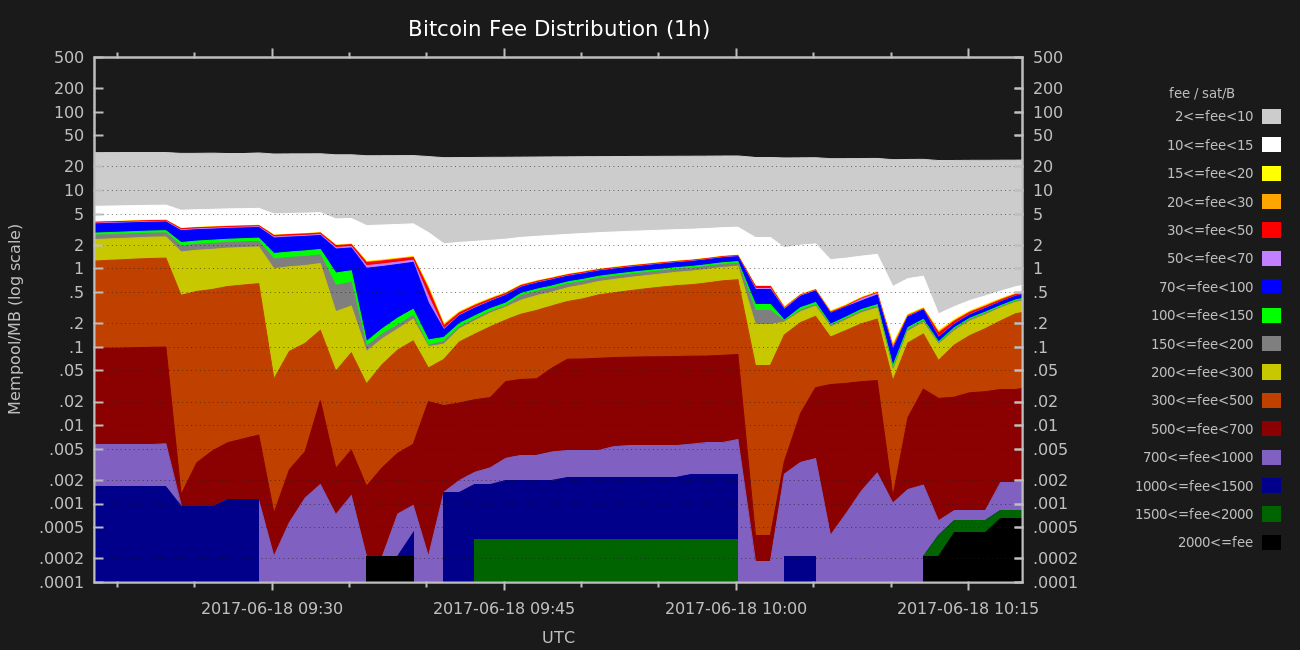 Bitcoin Fee Distribution (1h)
Mempool/MB (log scale)
500
200
100
50
20
10
5
2
1
.5
.2
.1
.05
.02
.01
.005
.002
.001
.0005
.0002
.0001
500
200
100
50
20
10
5
2
1
.5
.2
.1
.05
.02
.01
.005
.002
.001
.0005
.0002
.0001
2017-06-18 09:30
2017-06-18 09:45
2017-06-18 10:00
2017-06-18 10:15
UTC
fee / sat/B
2<=fee<10
10<=fee<15
15<=fee<20
20<=fee<30
30<=fee<50
50<=fee<70
70<=fee<100
100<=fee<150
150<=fee<200
200<=fee<300
300<=fee<500
500<=fee<700
700<=fee<1000
1000<=fee<1500
1500<=fee<2000
2000<=fee